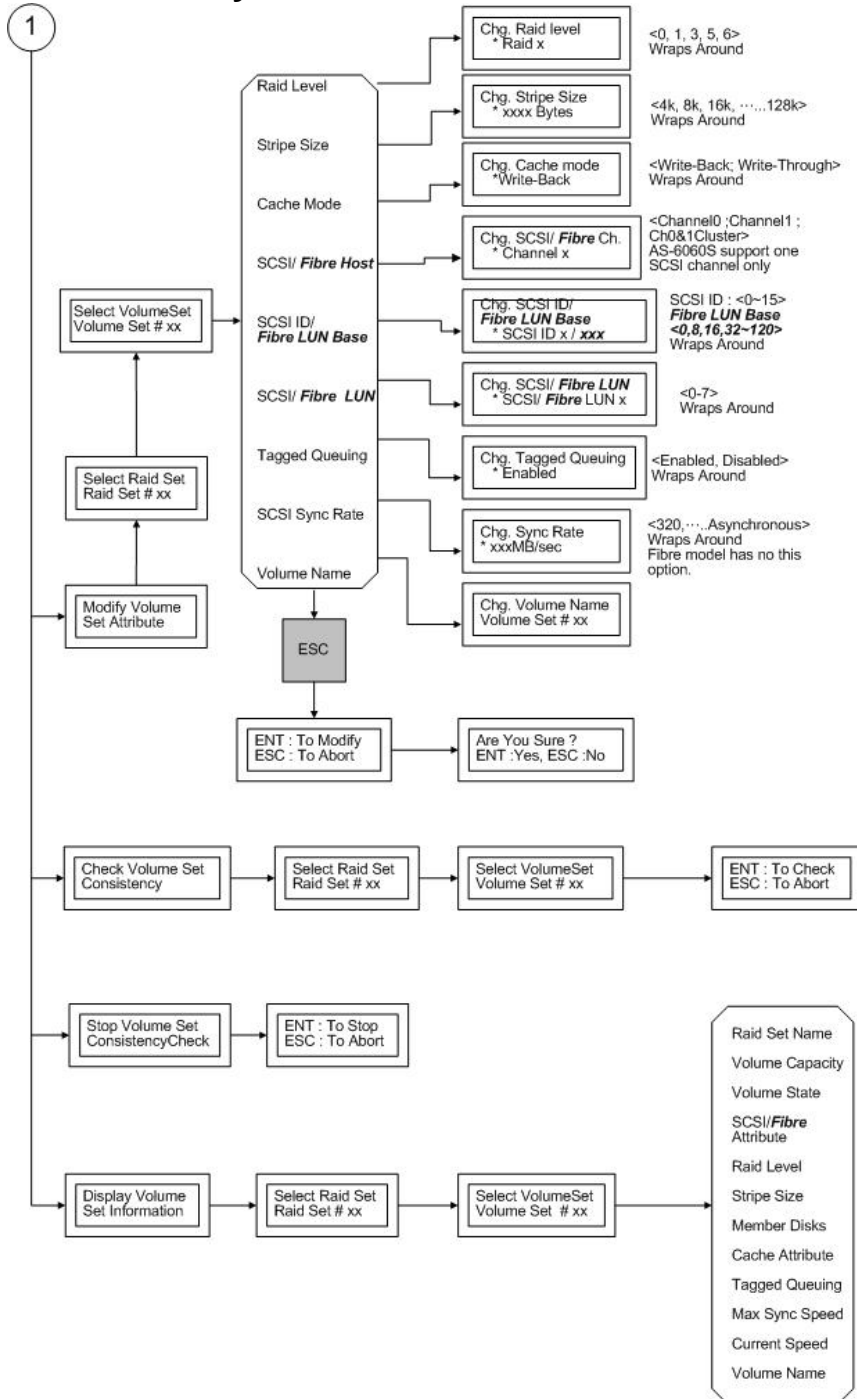 1
Chg. Raid level
* Raid x
<0, 1, 3, 5, 6>
Wraps Around
Raid Level
Chg. Stripe Size
* xxxx Bytes
<4k, 8k, 16k, ······128k>
Wraps Around
Stripe Size
Chg. Cache mode
*Write-Back
<Write-Back; Write-Through>
Wraps Around
Cache Mode
Chg. SCSI/ Fibre Ch.
* Channel x
<Channel0 ;Channel1 ;
Ch0&1Cluster>
AS-6060S support one
SCSI channel only
SCSI/ Fibre Host
Select VolumeSet
Volume Set # xx
SCSI ID/
Fibre LUN Base
Chg. SCSI ID/
Fibre LUN Base
* SCSI ID x / xxx
SCSI ID : <0~15>
Fibre LUN Base
<0,8,16,32~120>
Wraps Around
SCSI/ Fibre LUN
Chg. SCSI/ Fibre LUN
* SCSI/ Fibre LUN x
<0-7>
Wraps Around
Select Raid Set
Raid Set # xx
Tagged Queuing
Chg. Tagged Queuing
* Enabled
<Enabled, Disabled>
Wraps Around
SCSI Sync Rate
Chg. Sync Rate
* xxxMB/sec
<320,·····Asynchronous>
Wraps Around
Fibre model has no this
option.
Modify Volume
Set Attribute
Volume Name
Chg. Volume Name
Volume Set # xx
ESC
ENT : To Modify
ESC : To Abort
Are You Sure ?
ENT :Yes, ESC :No
Check Volume Set
Consistency
Select Raid Set
Raid Set # xx
Select VolumeSet
Volume Set # xx
ENT : To Check
ESC : To Abort
Stop Volume Set
ConsistencyCheck
ENT : To Stop
ESC : To Abort
Display Volume
Set Information
Select Raid Set
Raid Set # xx
Select VolumeSet
Volume Set # xx
Raid Set Name
Volume Capacity
Volume State
SCSI/Fibre
Attribute
Raid Level
Stripe Size
Member Disks
Cache Attribute
Tagged Queuing
Max Sync Speed
Current Speed
Volume Name